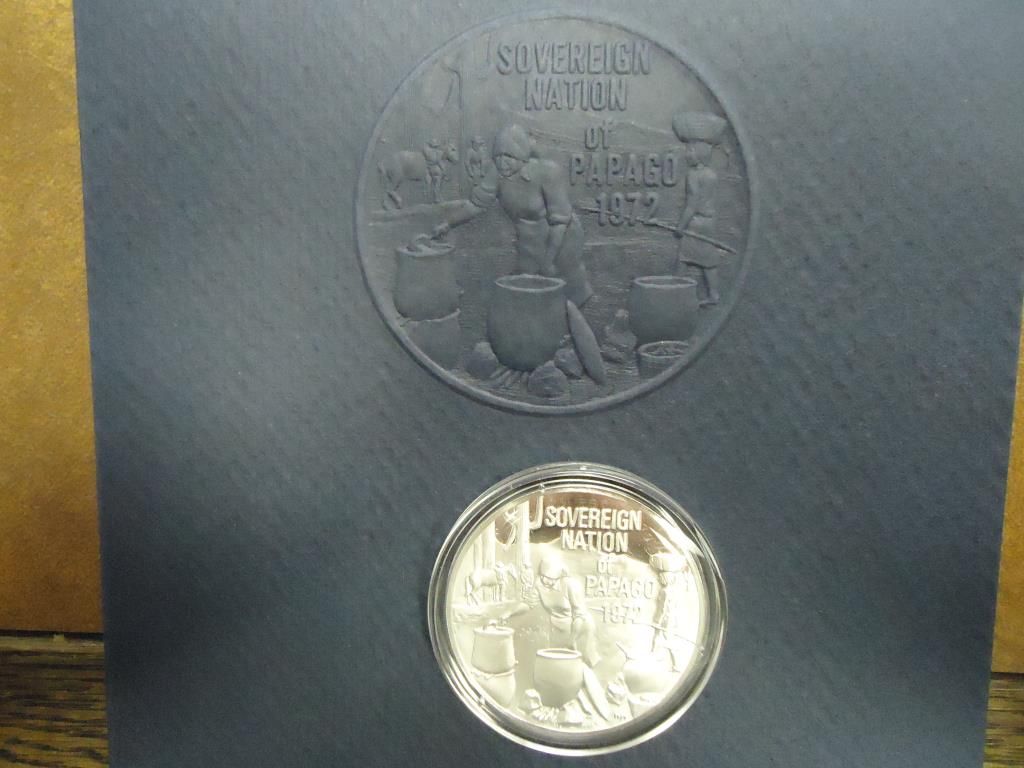 SOVEREIGN
NATION
of
PAPAGO
1972
SOVEREIGN
NATION
of
PAPAGO
1972